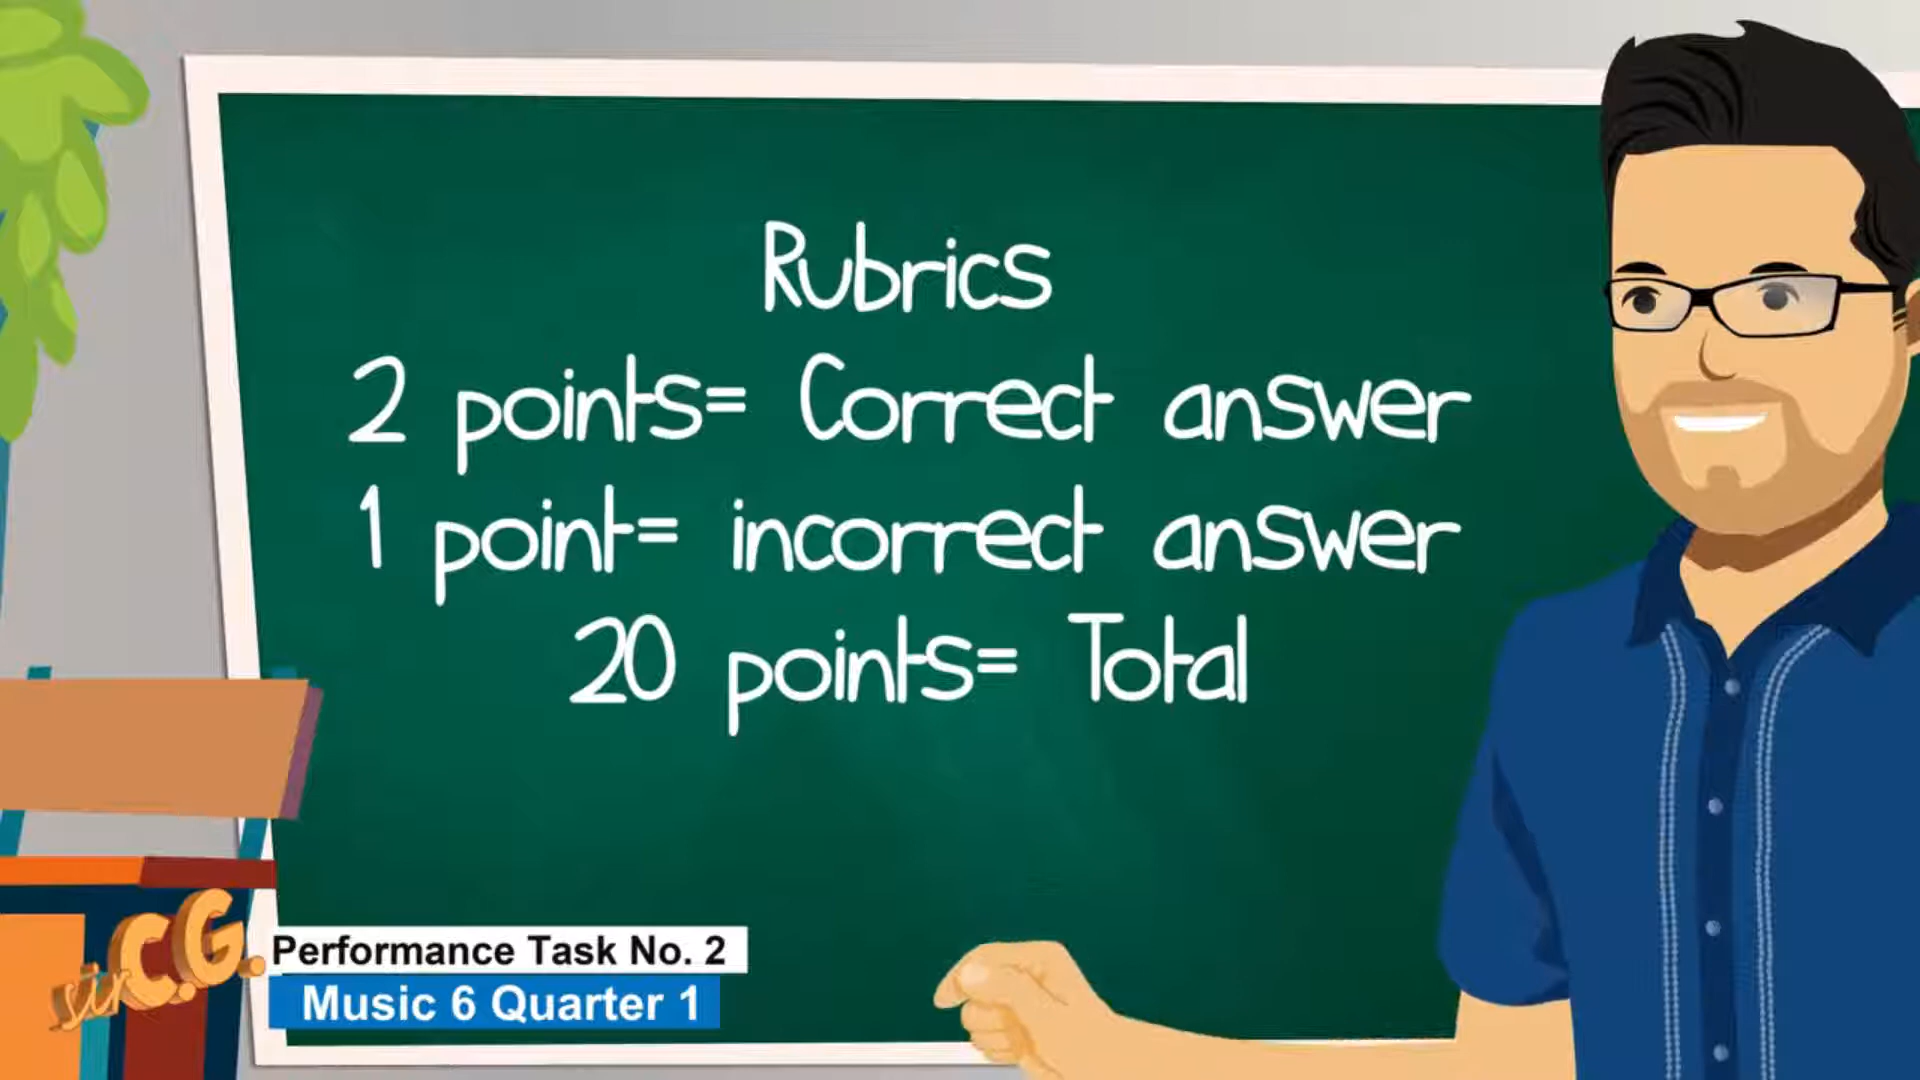 Rubrics
2 points= Correct answer
1 point= incorrect answer
20 points= Total
sir C.G.
Performance Task No. 2
Music 6 Quarter 1